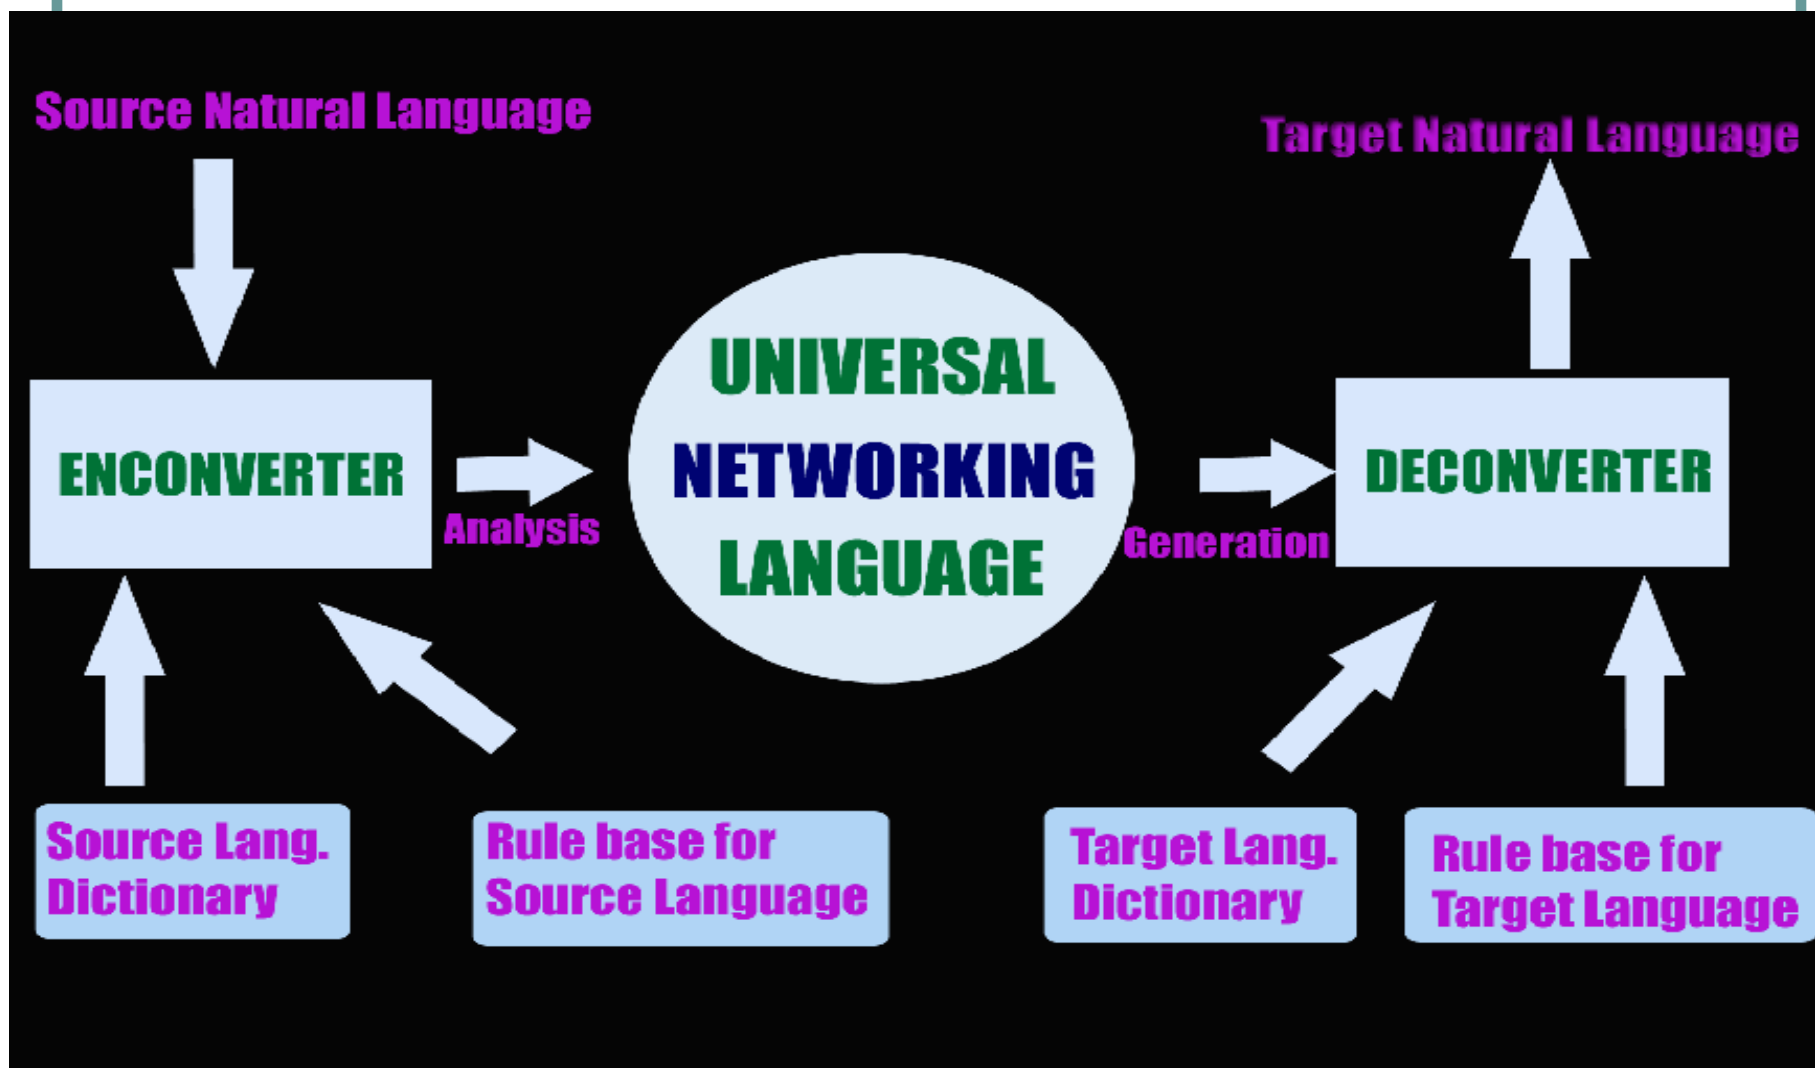 Source Natural Language
Target Natural Language
UNIVERSAL
NETWORKING
LANGUAGE
ENCONVERTER
Analysis
Generation
DECONVERTER
Source Lang.
Dictionary
Rule base for
Source Language
Target Lang.
Dictionary
Rule base for
Target Language